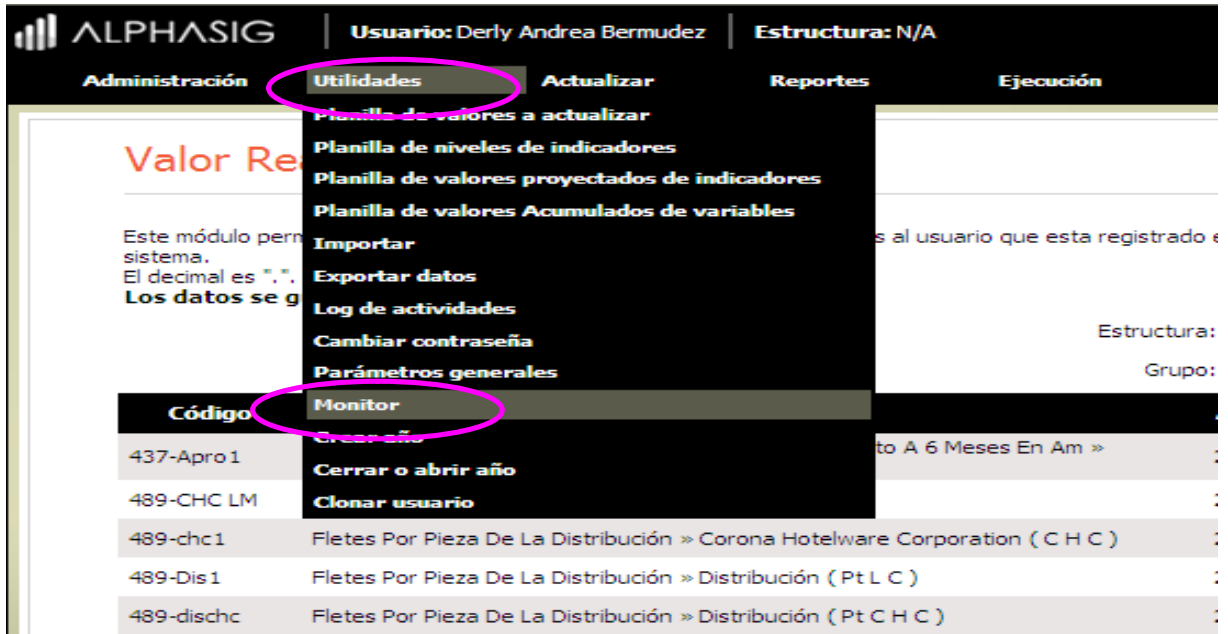 ALPHASIG Usuario: Derly Andrea Bermudez Estructura: N/A
Administración Utilidades Actualizar Reportes Ejecución
Planilla de valores a actualizar
Planilla de niveles de indicadores
Planilla de valores proyectados de indicadores
Planilla de valores Acumulados de variables
Importar
Exportar datos
Log de actividades
Cambiar contraseña
Parámetros generales
Monitor
Crear año
Cerrar o abrir año
Clonar usuario
Valor Rea
Este módulo perm s al usuario que esta registrado e
sistema.
El decimal es ".".
Los datos se g
Estructura:
Grupo:
Código
437-Apro1 to A 6 Meses En Am »
489-CHC LM
489-chc1 Fletes Por Pieza De La Distribución » Corona Hotelware Corporation ( C H C )
489-Dis1 Fletes Por Pieza De La Distribución » Distribución ( Pt L C )
489-dischc Fletes Por Pieza De La Distribución » Distribución ( Pt C H C )